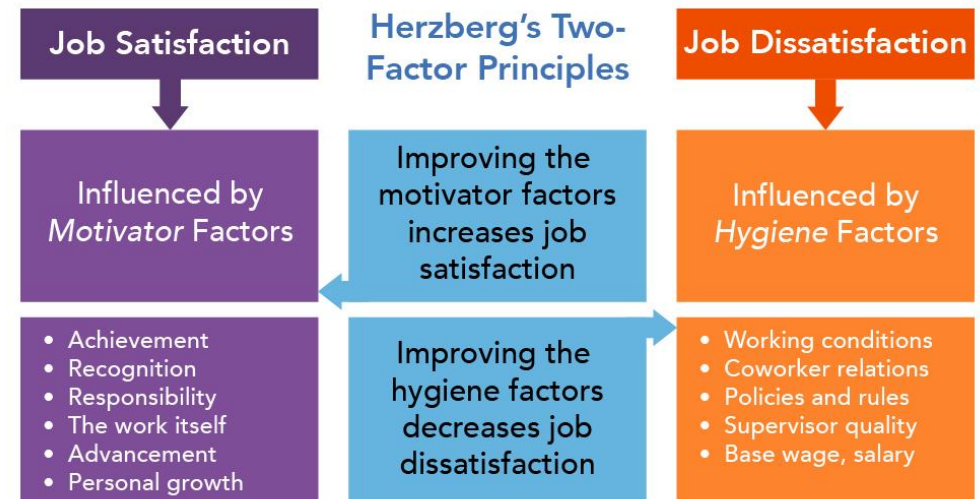 Job Satisfaction
Herzberg's Two-
Factor Principles
Job Dissatisfaction
Influenced by
Motivator Factors
Improving the
motivator factors
increases job
satisfaction
Influenced by
Hygiene Factors
• Achievement
• Recognition
• Responsibility
• The work itself
• Advancement
• Personal growth
Improving the
hygiene factors
decreases job
dissatisfaction
• Working conditions
• Coworker relations
• Policies and rules
• Supervisor quality
• Base wage, salary